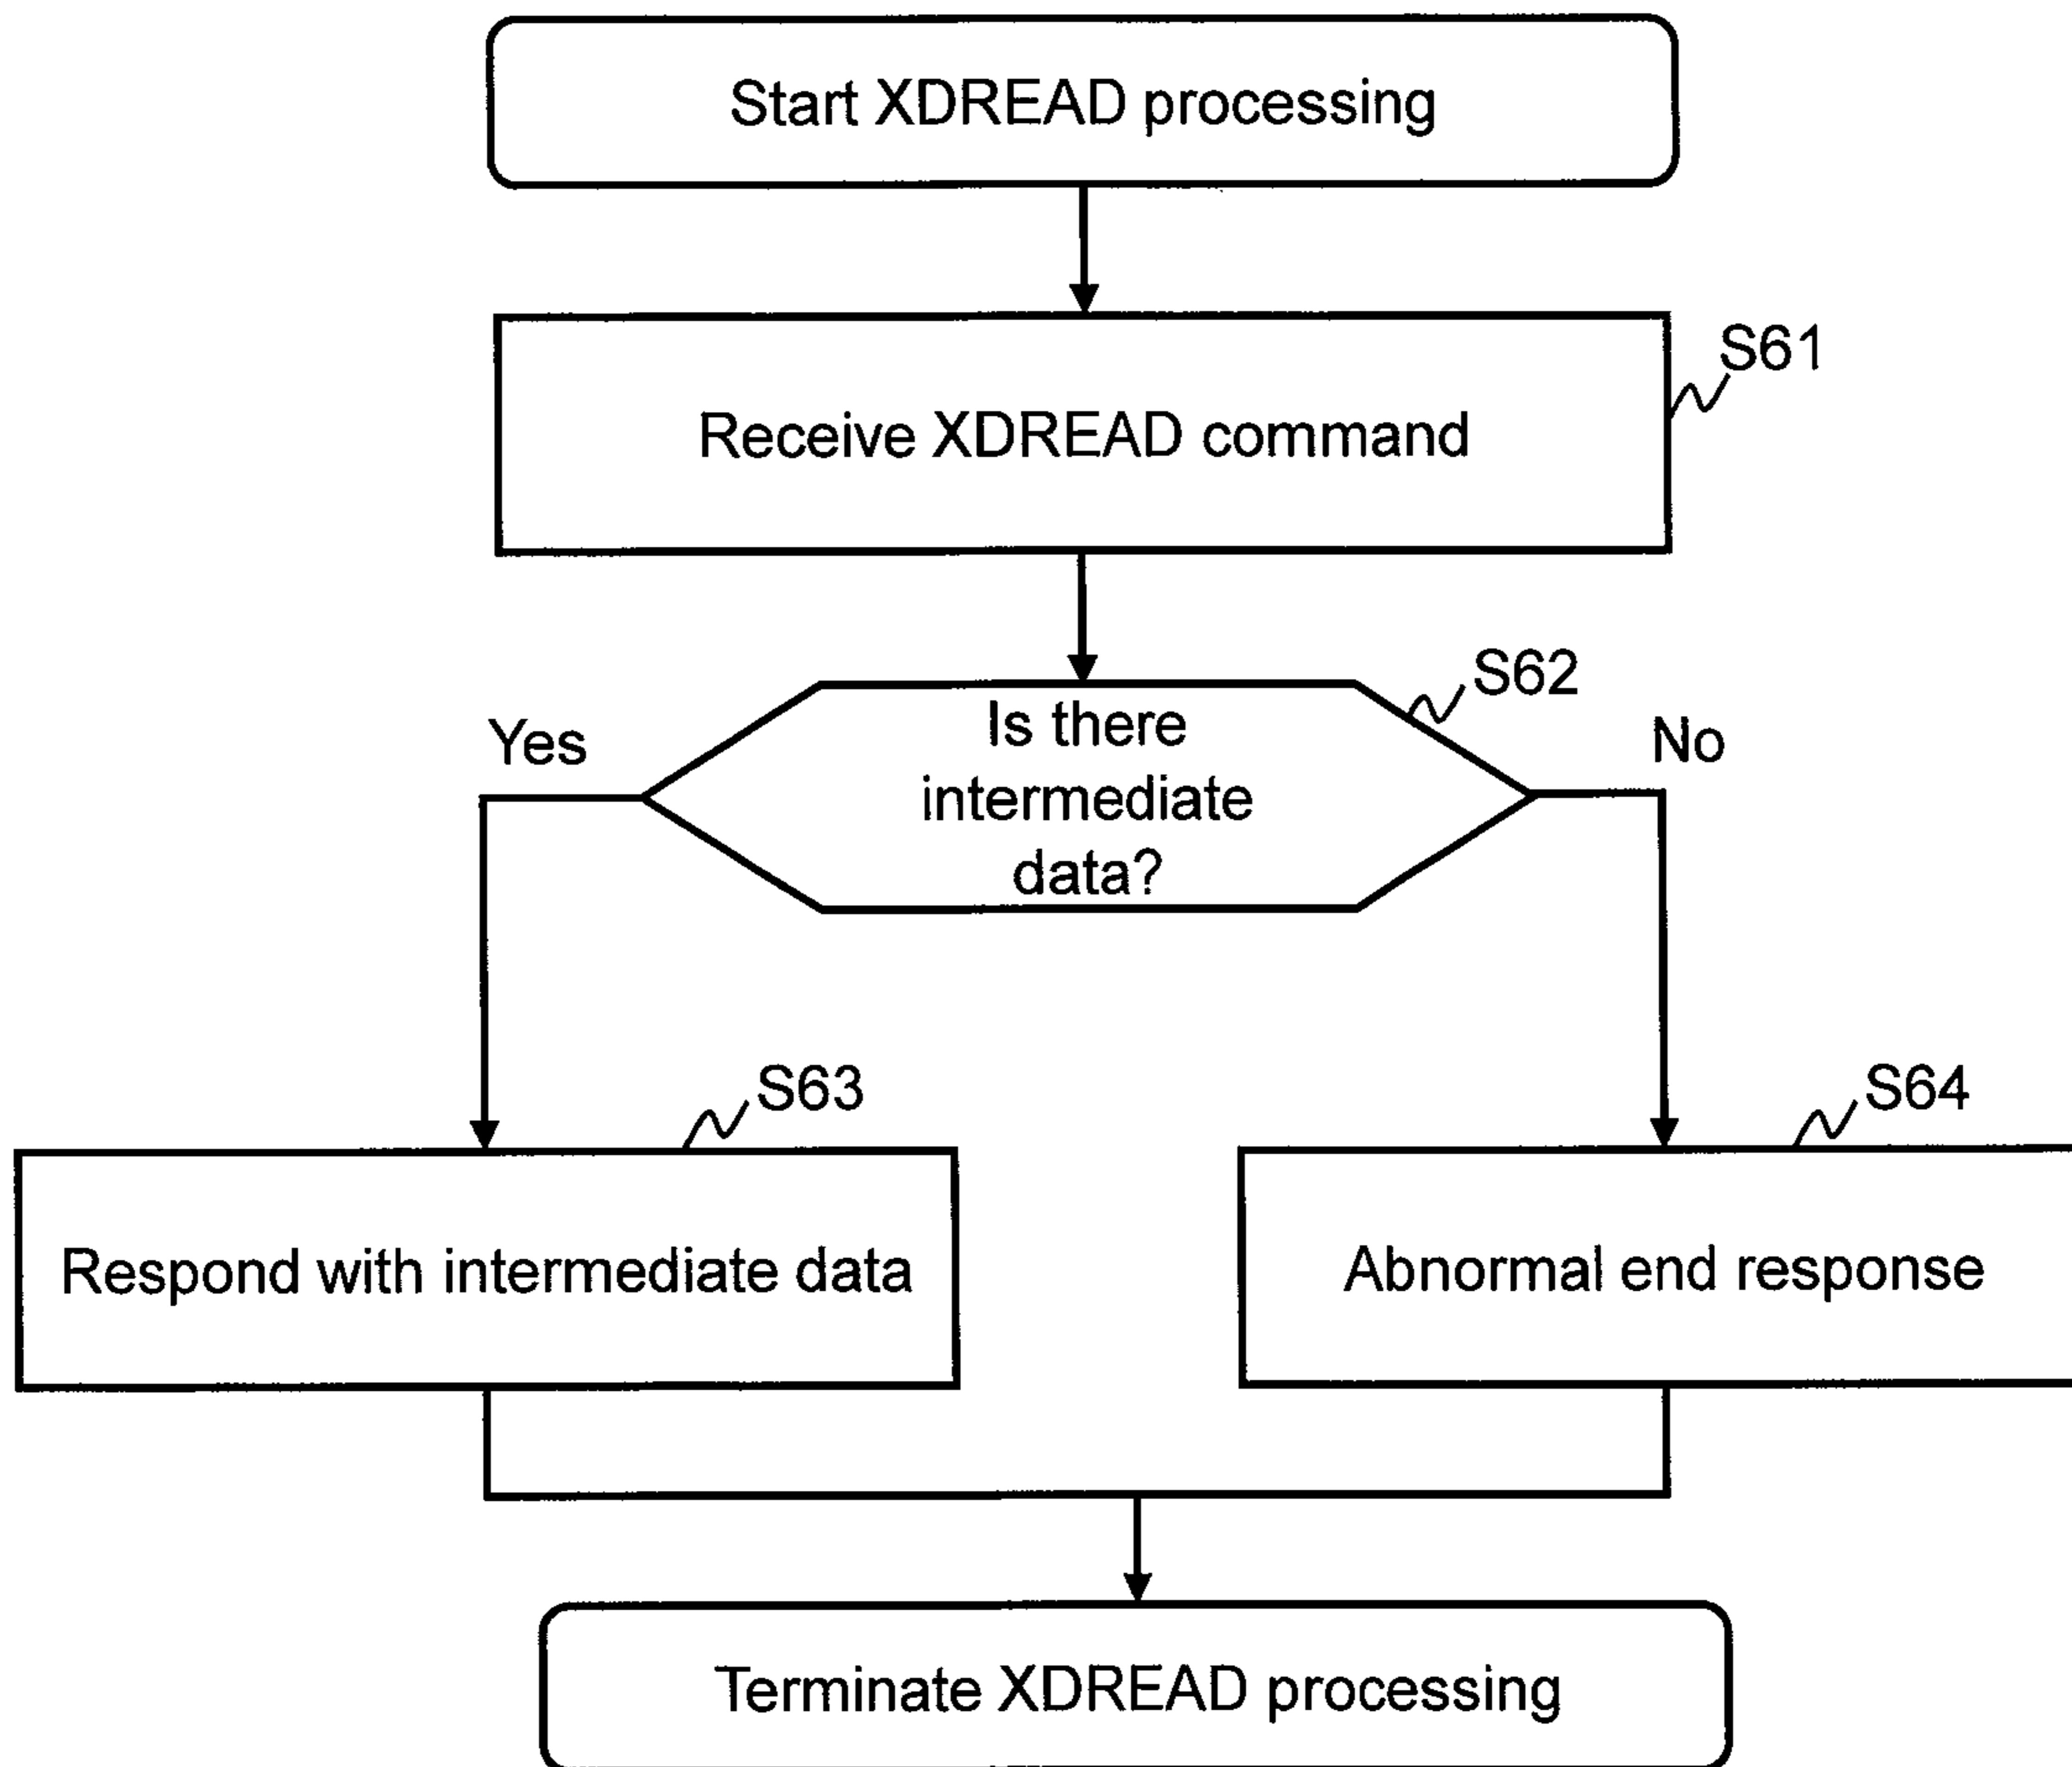 Start XDREAD processing
S61
Receive XDREAD command
S62
Yes
Is there
No
intermediate
data?
S63
S64
Respond with intermediate data
Abnormal end response
Terminate XDREAD processing